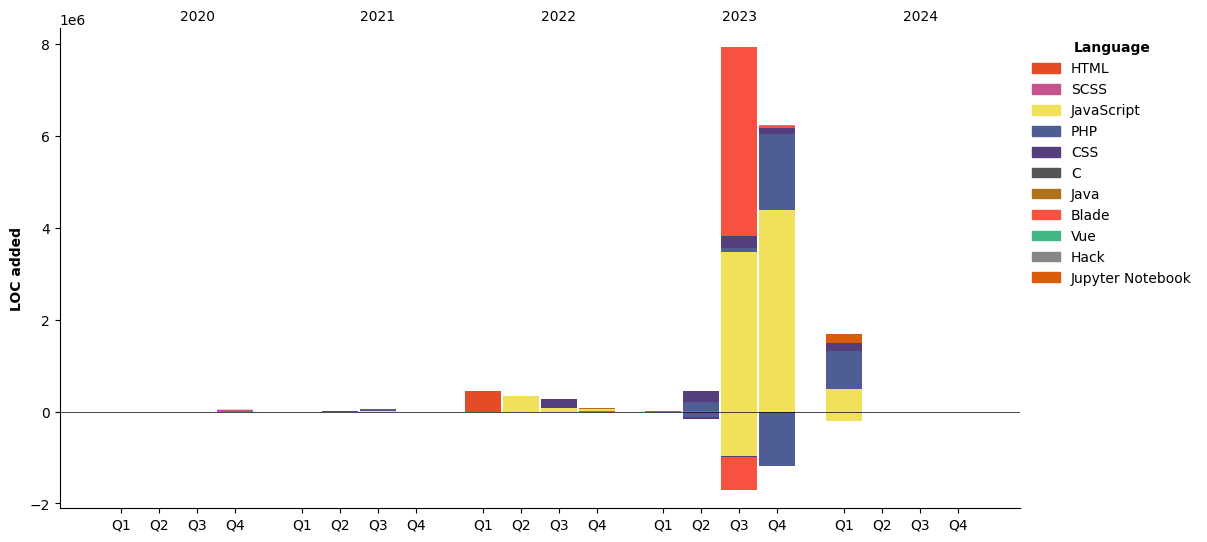 2020 2021 2022 2023 2024
1e6
8
6
4
2
0
−2
LOC added
Q1 Q2 Q3 Q4 Q1 Q2 Q3 Q4 Q1 Q2 Q3 Q4 Q1 Q2 Q3 Q4 Q1 Q2 Q3 Q4
Language
HTML
SCSS
JavaScript
PHP
CSS
C
Java
Blade
Vue
Hack
Jupyter Notebook